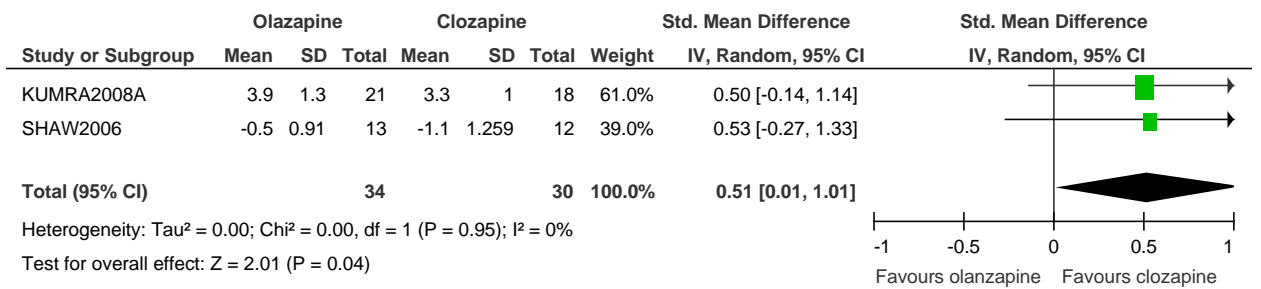 Olazapine Clozapine Std. Mean Difference Std. Mean Difference
Study or Subgroup Mean SD Total Mean SD Total Weight IV, Random, 95% CI IV, Random, 95% CI
KUMRA2008A 3.9 1.3 21 3.3 1 18 61.0% 0.50 [-0.14, 1.14]
SHAW2006 -0.5 0.91 13 -1.1 1.259 12 39.0% 0.53 [-0.27, 1.33]
Total (95% CI) 34 30 100.0% 0.51 [0.01, 1.01]
Heterogeneity: Tau² = 0.00; Chi² = 0.00, df = 1 (P = 0.95); I² = 0%
Test for overall effect: Z = 2.01 (P = 0.04)
-1 -0.5 0 0.5 1
Favours olanzapine Favours clozapine